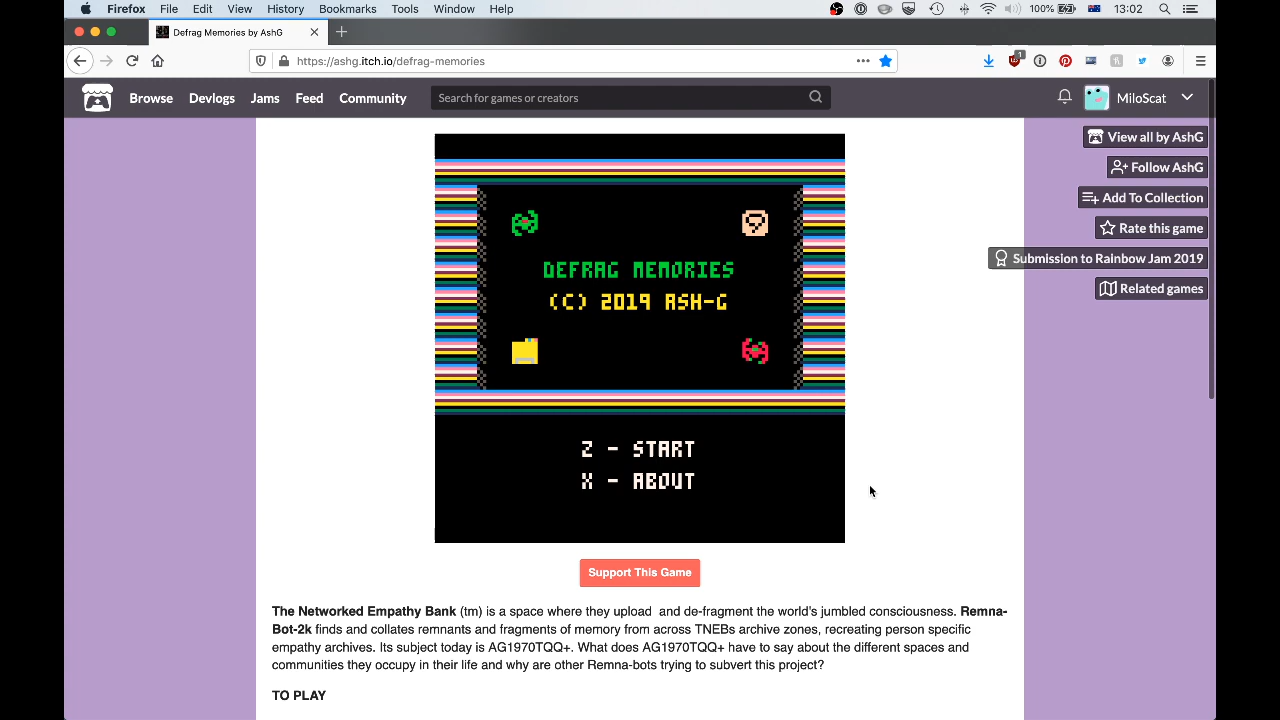 Firefox File Edit View History Bookmarks Tools Window Help 100% 13:02
Defrag Memories by AshG
https://ashg.itch.io/defrag-memories 1
Browse Devlogs Jams Feed Community Search for games or creators MiloScat
View all by AshG
Follow AshG
Add To Collection
Rate this game
Submission to Rainbow Jam 2019
Related games
DEFRAG MEMORIES
(C) 2019 ASH-G
Z - START
X - ABOUT
Support This Game
The Networked Empathy Bank (tm) is a space where they upload and de-fragment the world's jumbled consciousness. Remna-
Bot-2k finds and collates remnants and fragments of memory from across TNEBs archive zones, recreating person specific
empathy archives. Its subject today is AG1970TQQ+. What does AG1970TQQ+ have to say about the different spaces and
communities they occupy in their life and why are other Remna-bots trying to subvert this project?
TO PLAY